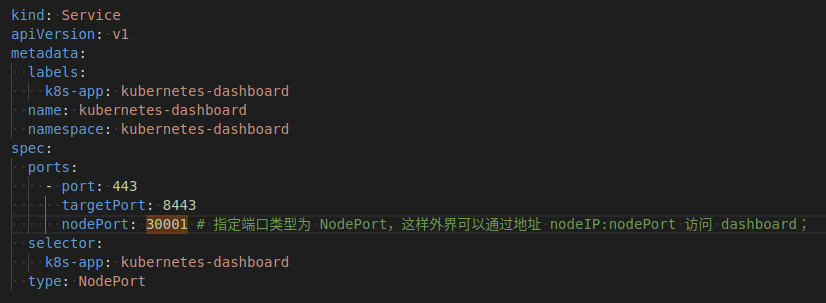 kind: Service
apiVersion: v1
metadata:
  labels:
    k8s-app: kubernetes-dashboard
  name: kubernetes-dashboard
  namespace: kubernetes-dashboard
spec:
  ports:
    - port: 443
      targetPort: 8443
      nodePort: 30001 # 指定端口类型为 NodePort，这样外界可以通过地址 nodeIP:nodePort 访问 dashboard；
  selector:
    k8s-app: kubernetes-dashboard
  type: NodePort